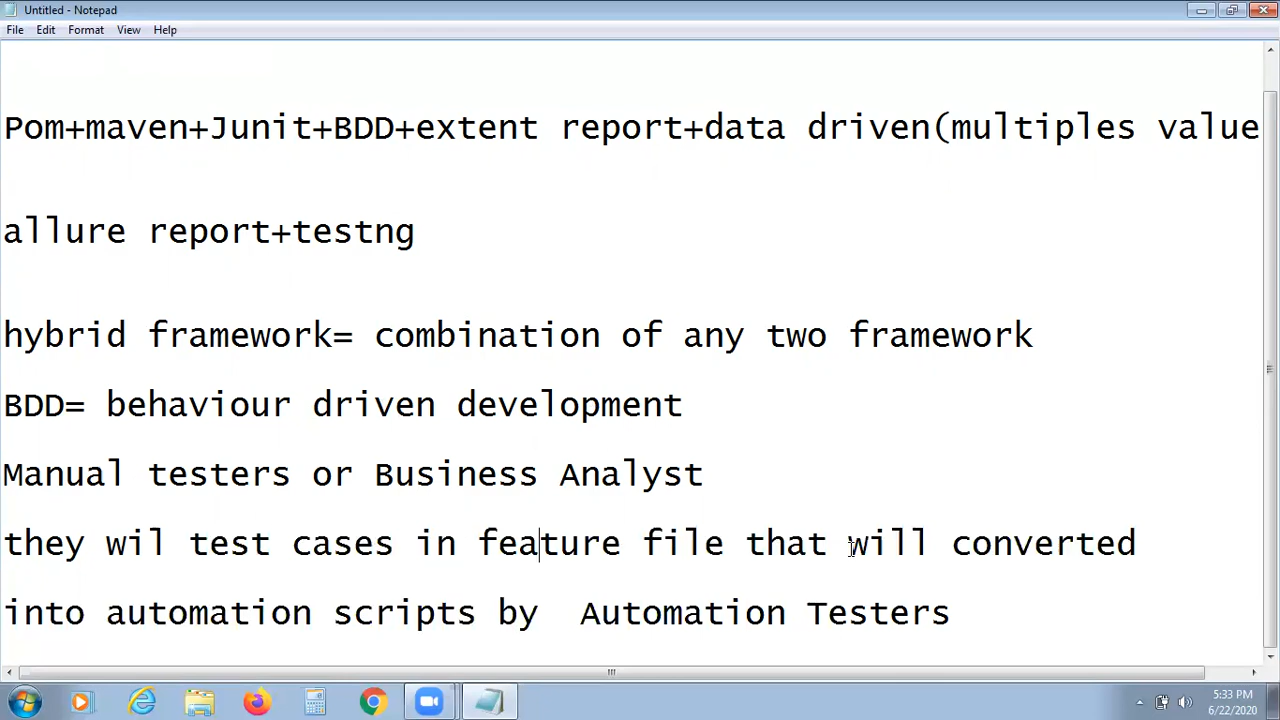 Untitled - Notepad
File Edit Format View Help
Pom+maven+Junit+BDD+extent report+data driven(multiples value
allure report+testng
hybrid framework= combination of any two framework
BDD= behaviour driven development
Manual testers or Business Analyst
they wil test cases in feature file that will converted
into automation scripts by  Automation Testers
5:33 PM
6/22/2020